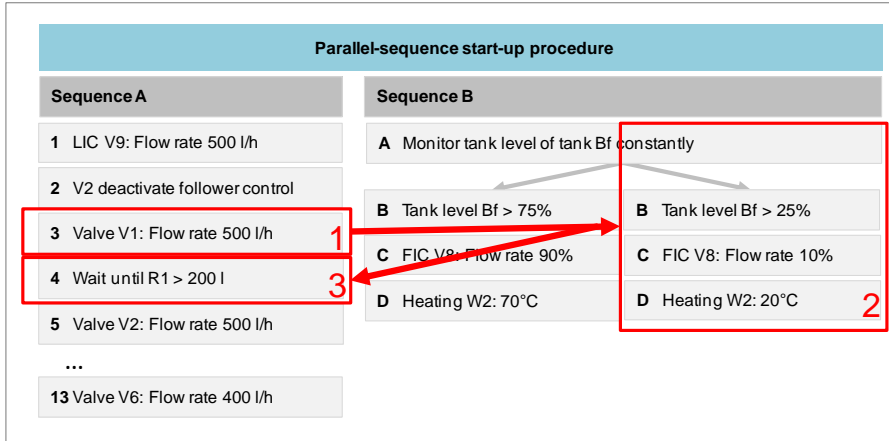 Parallel-sequence start-up procedure
Sequence A
1 LIC V9: Flow rate 500 l/h
2 V2 deactivate follower control
3 Valve V1: Flow rate 500 l/h
1
4 Wait until R1 > 200 l
3
5 Valve V2: Flow rate 500 l/h
...
13 Valve V6: Flow rate 400 l/h
Sequence B
A Monitor tank level of tank Bf constantly
B Tank level Bf > 75%
C FIC V8: Flow rate 90%
D Heating W2: 70°C
B Tank level Bf > 25%
C FIC V8: Flow rate 10%
D Heating W2: 20°C
2